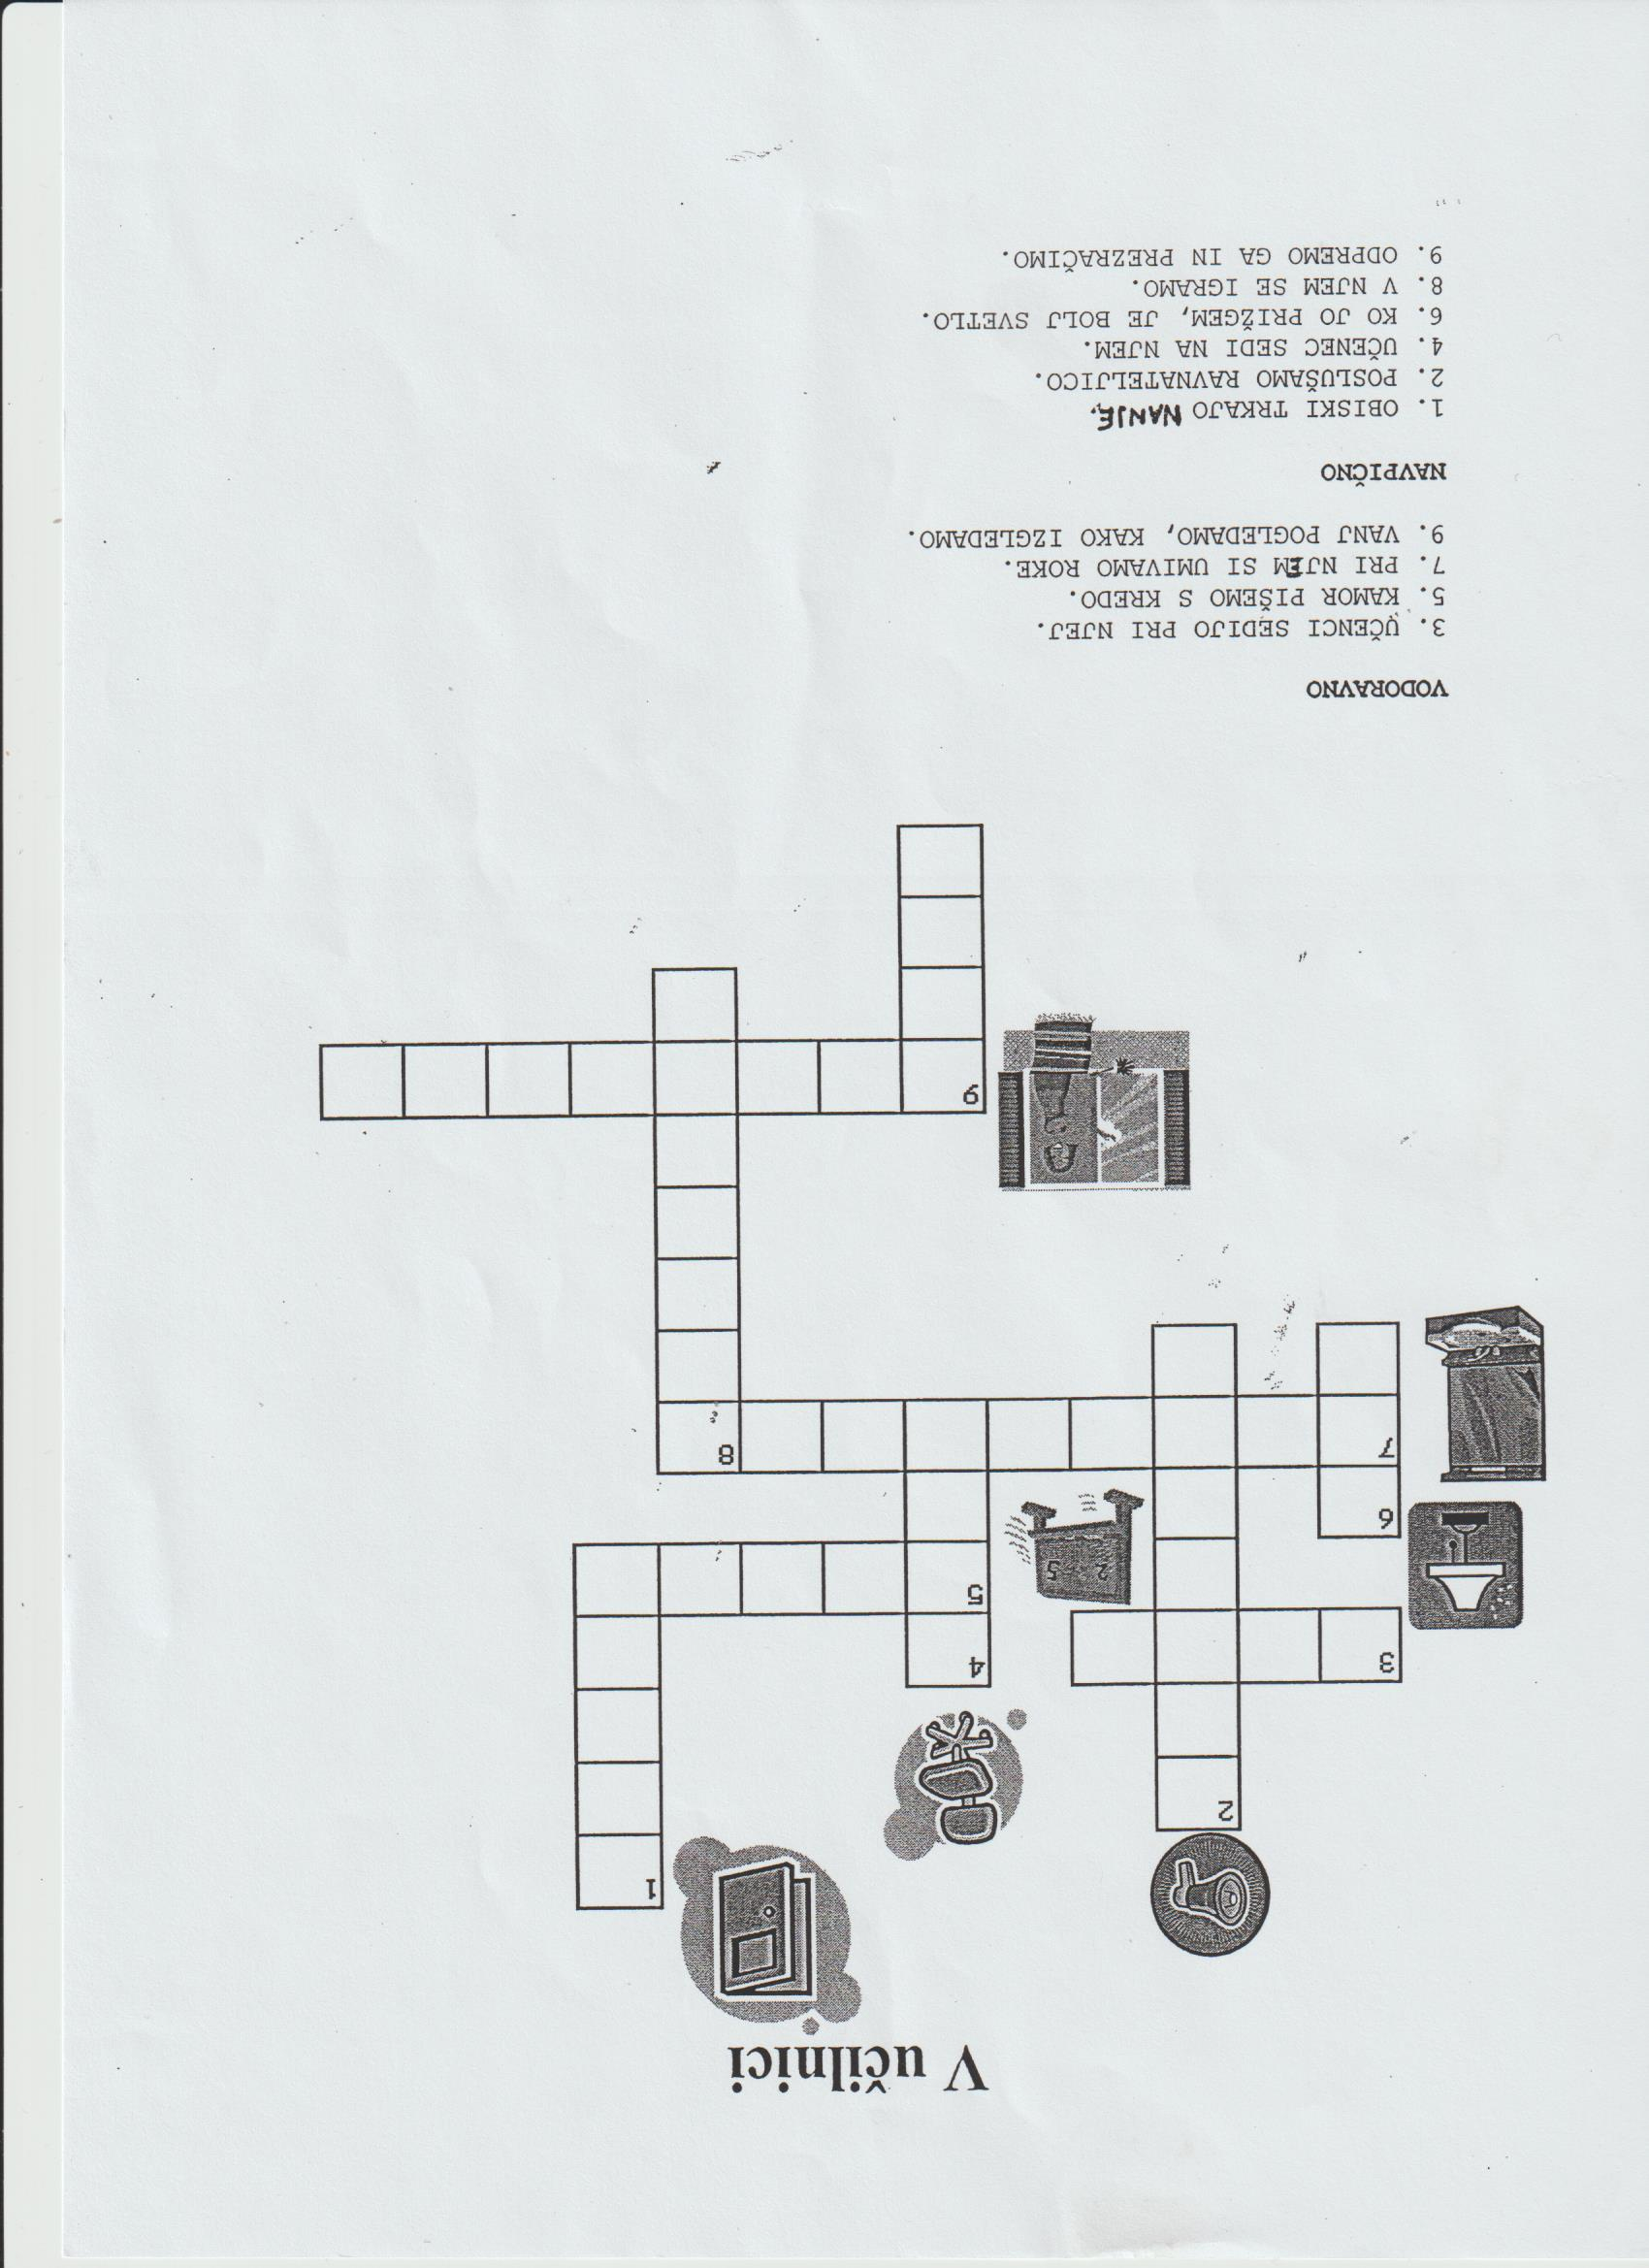 V učilnici
1
2
3
4
5
2 5
6
7
8
9
VODORAVNO
3. UČENCI SEDIJO PRI NJEJ.
5. KAMOR PIŠEMO S KREDO.
7. PRI NJEM SI UMIVAMO ROKE.
9. VANJ POGLEDAMO, KAKO IZGLEDAMO.
NAVPIČNO
1. OBISKI TRKAJO NANJE.
2. POSLUŠAMO RAVNATELJICO.
4. UČENEC SEDI NA NJEM.
6. KO JO PRIŽGEM, JE BOLJ SVETLO.
8. V NJEM SE IGRAMO.
9. ODPREMO GA IN PREZRAČIMO.